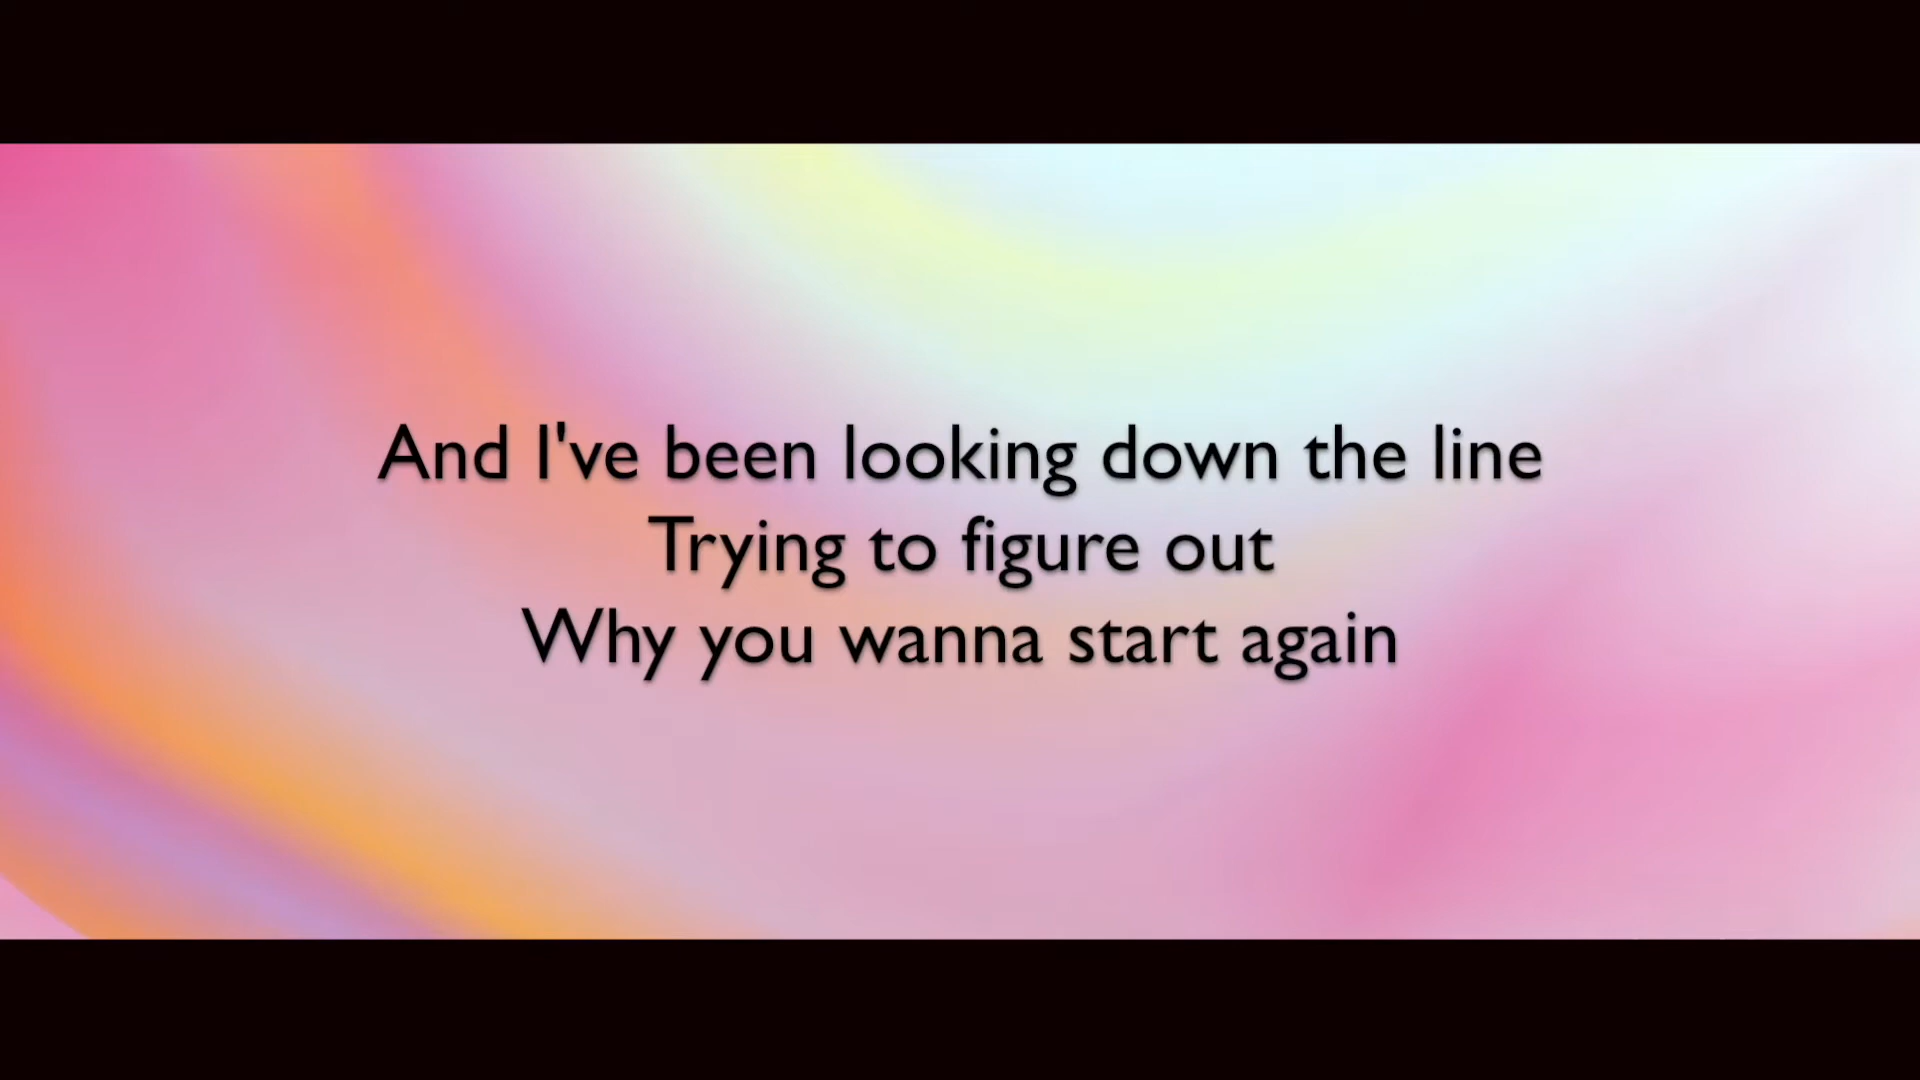 And I've been looking down the line
Trying to figure out
Why you wanna start again